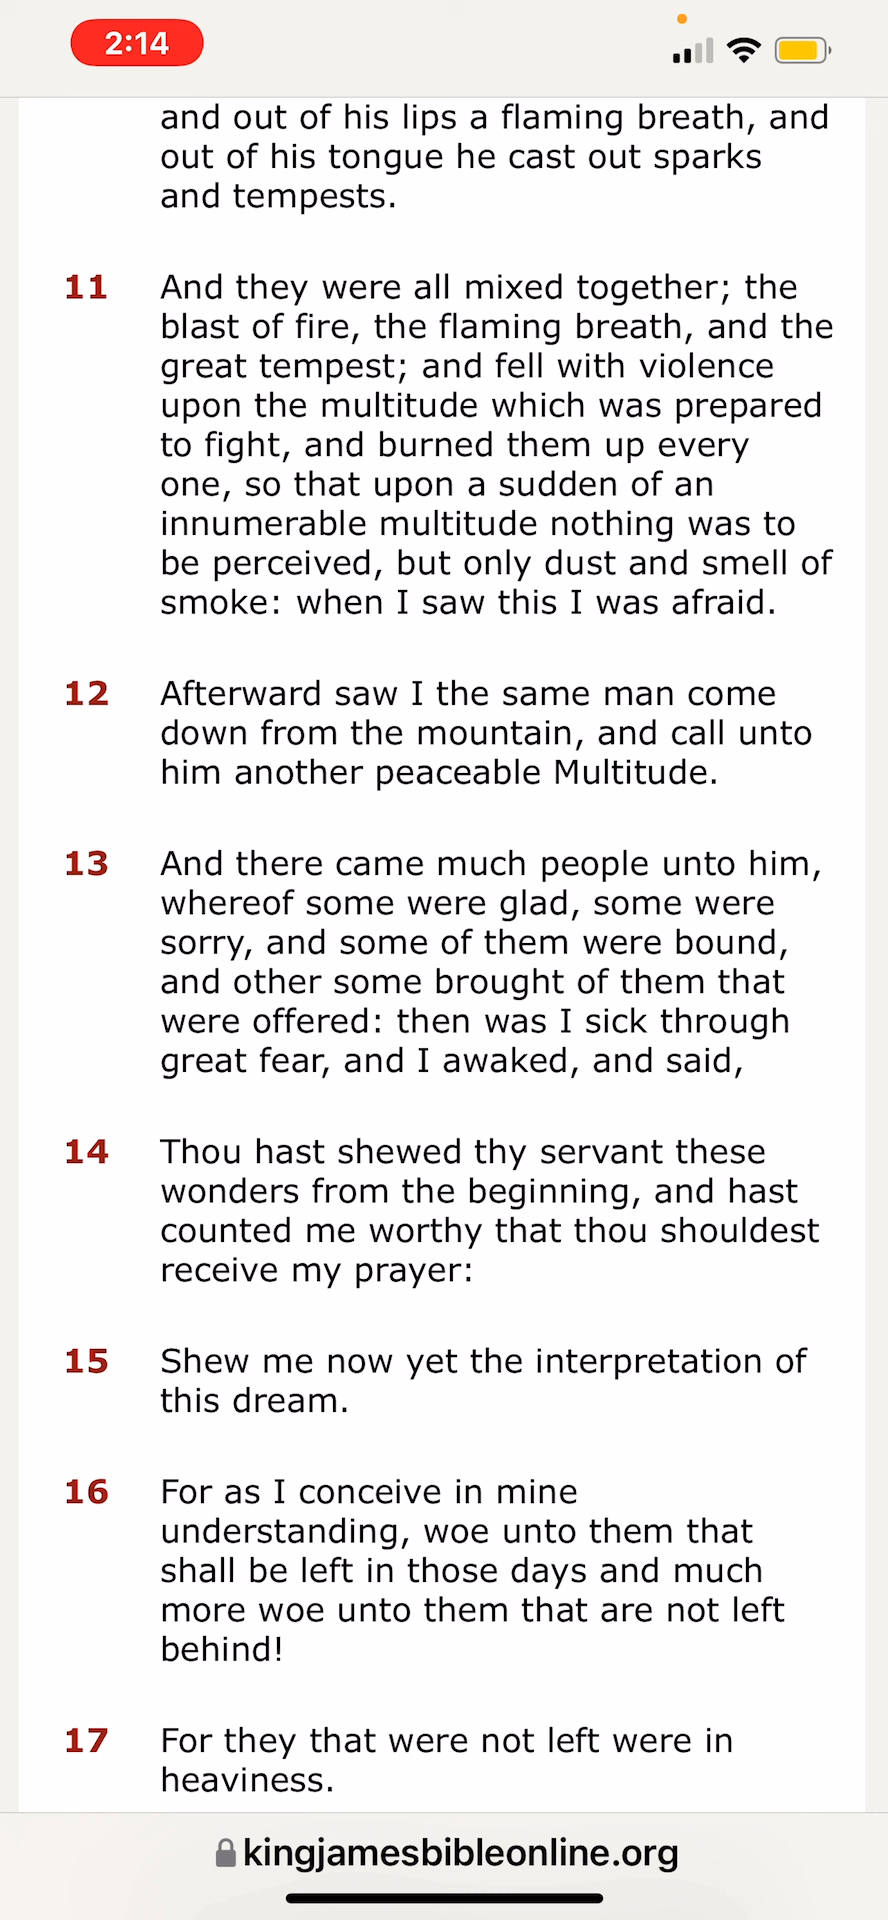 2:14
and out of his lips a flaming breath, and
out of his tongue he cast out sparks
and tempests.
11 And they were all mixed together; the
blast of fire, the flaming breath, and the
great tempest; and fell with violence
upon the multitude which was prepared
to fight, and burned them up every
one, so that upon a sudden of an
innumerable multitude nothing was to
be perceived, but only dust and smell of
smoke: when I saw this I was afraid.
12 Afterward saw I the same man come
down from the mountain, and call unto
him another peaceable Multitude.
13 And there came much people unto him,
whereof some were glad, some were
sorry, and some of them were bound,
and other some brought of them that
were offered: then was I sick through
great fear, and I awaked, and said,
14 Thou hast shewed thy servant these
wonders from the beginning, and hast
counted me worthy that thou shouldest
receive my prayer:
15 Shew me now yet the interpretation of
this dream.
16 For as I conceive in mine
understanding, woe unto them that
shall be left in those days and much
more woe unto them that are not left
behind!
17 For they that were not left were in
heaviness.
kingjamesbibleonline.org